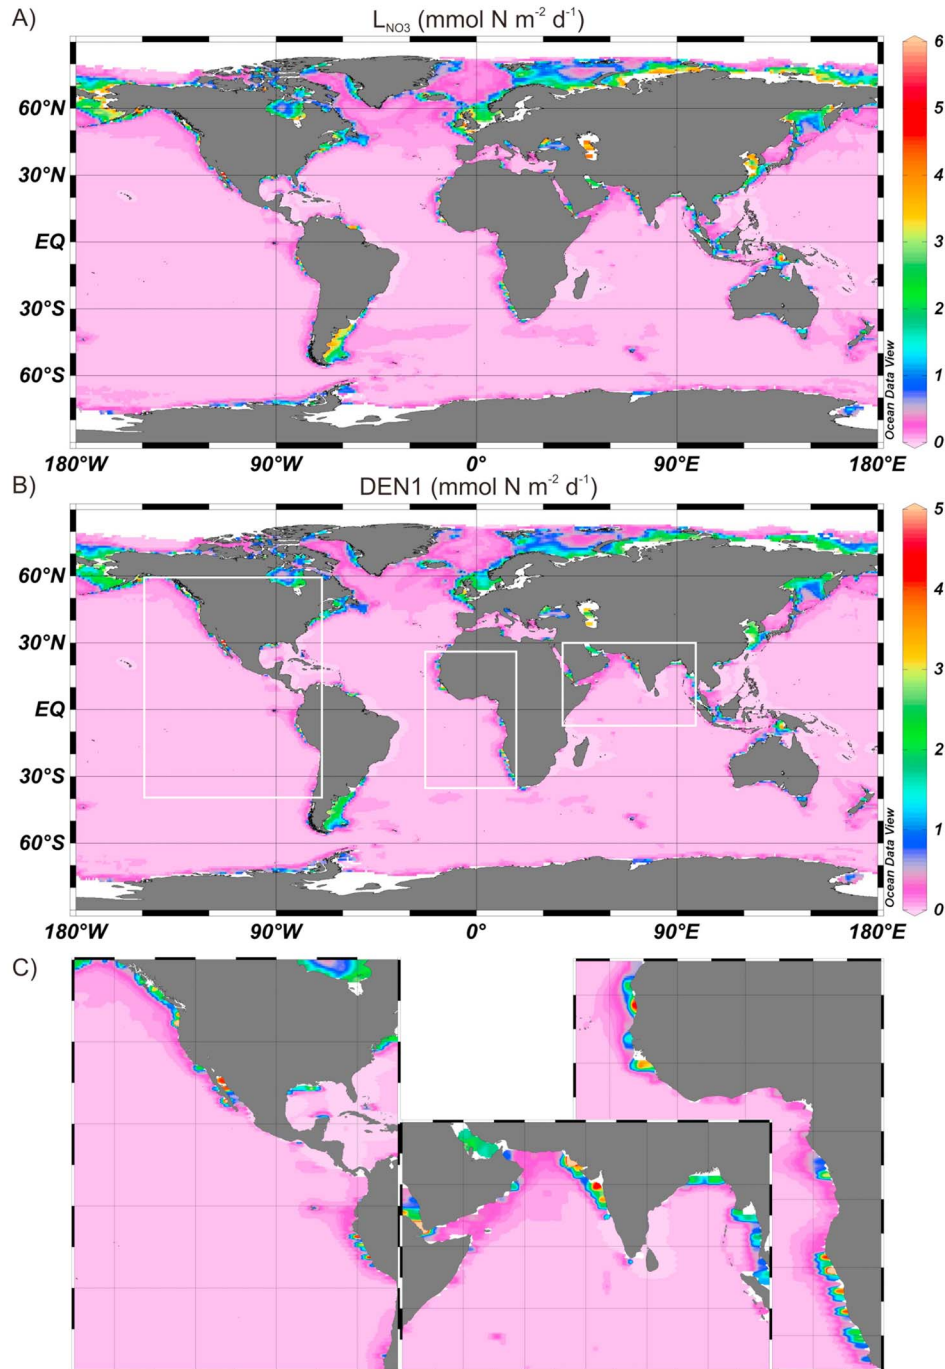 A)
L_NO3 (mmol N m⁻² d⁻¹)
60°N
30°N
EQ
30°S
60°S
180°W 90°W 0° 90°E 180°E
Ocean Data View
6
5
4
3
2
1
0
B)
DEN1 (mmol N m⁻² d⁻¹)
60°N
30°N
EQ
30°S
60°S
180°W 90°W 0° 90°E 180°E
Ocean Data View
5
4
3
2
1
0
C)